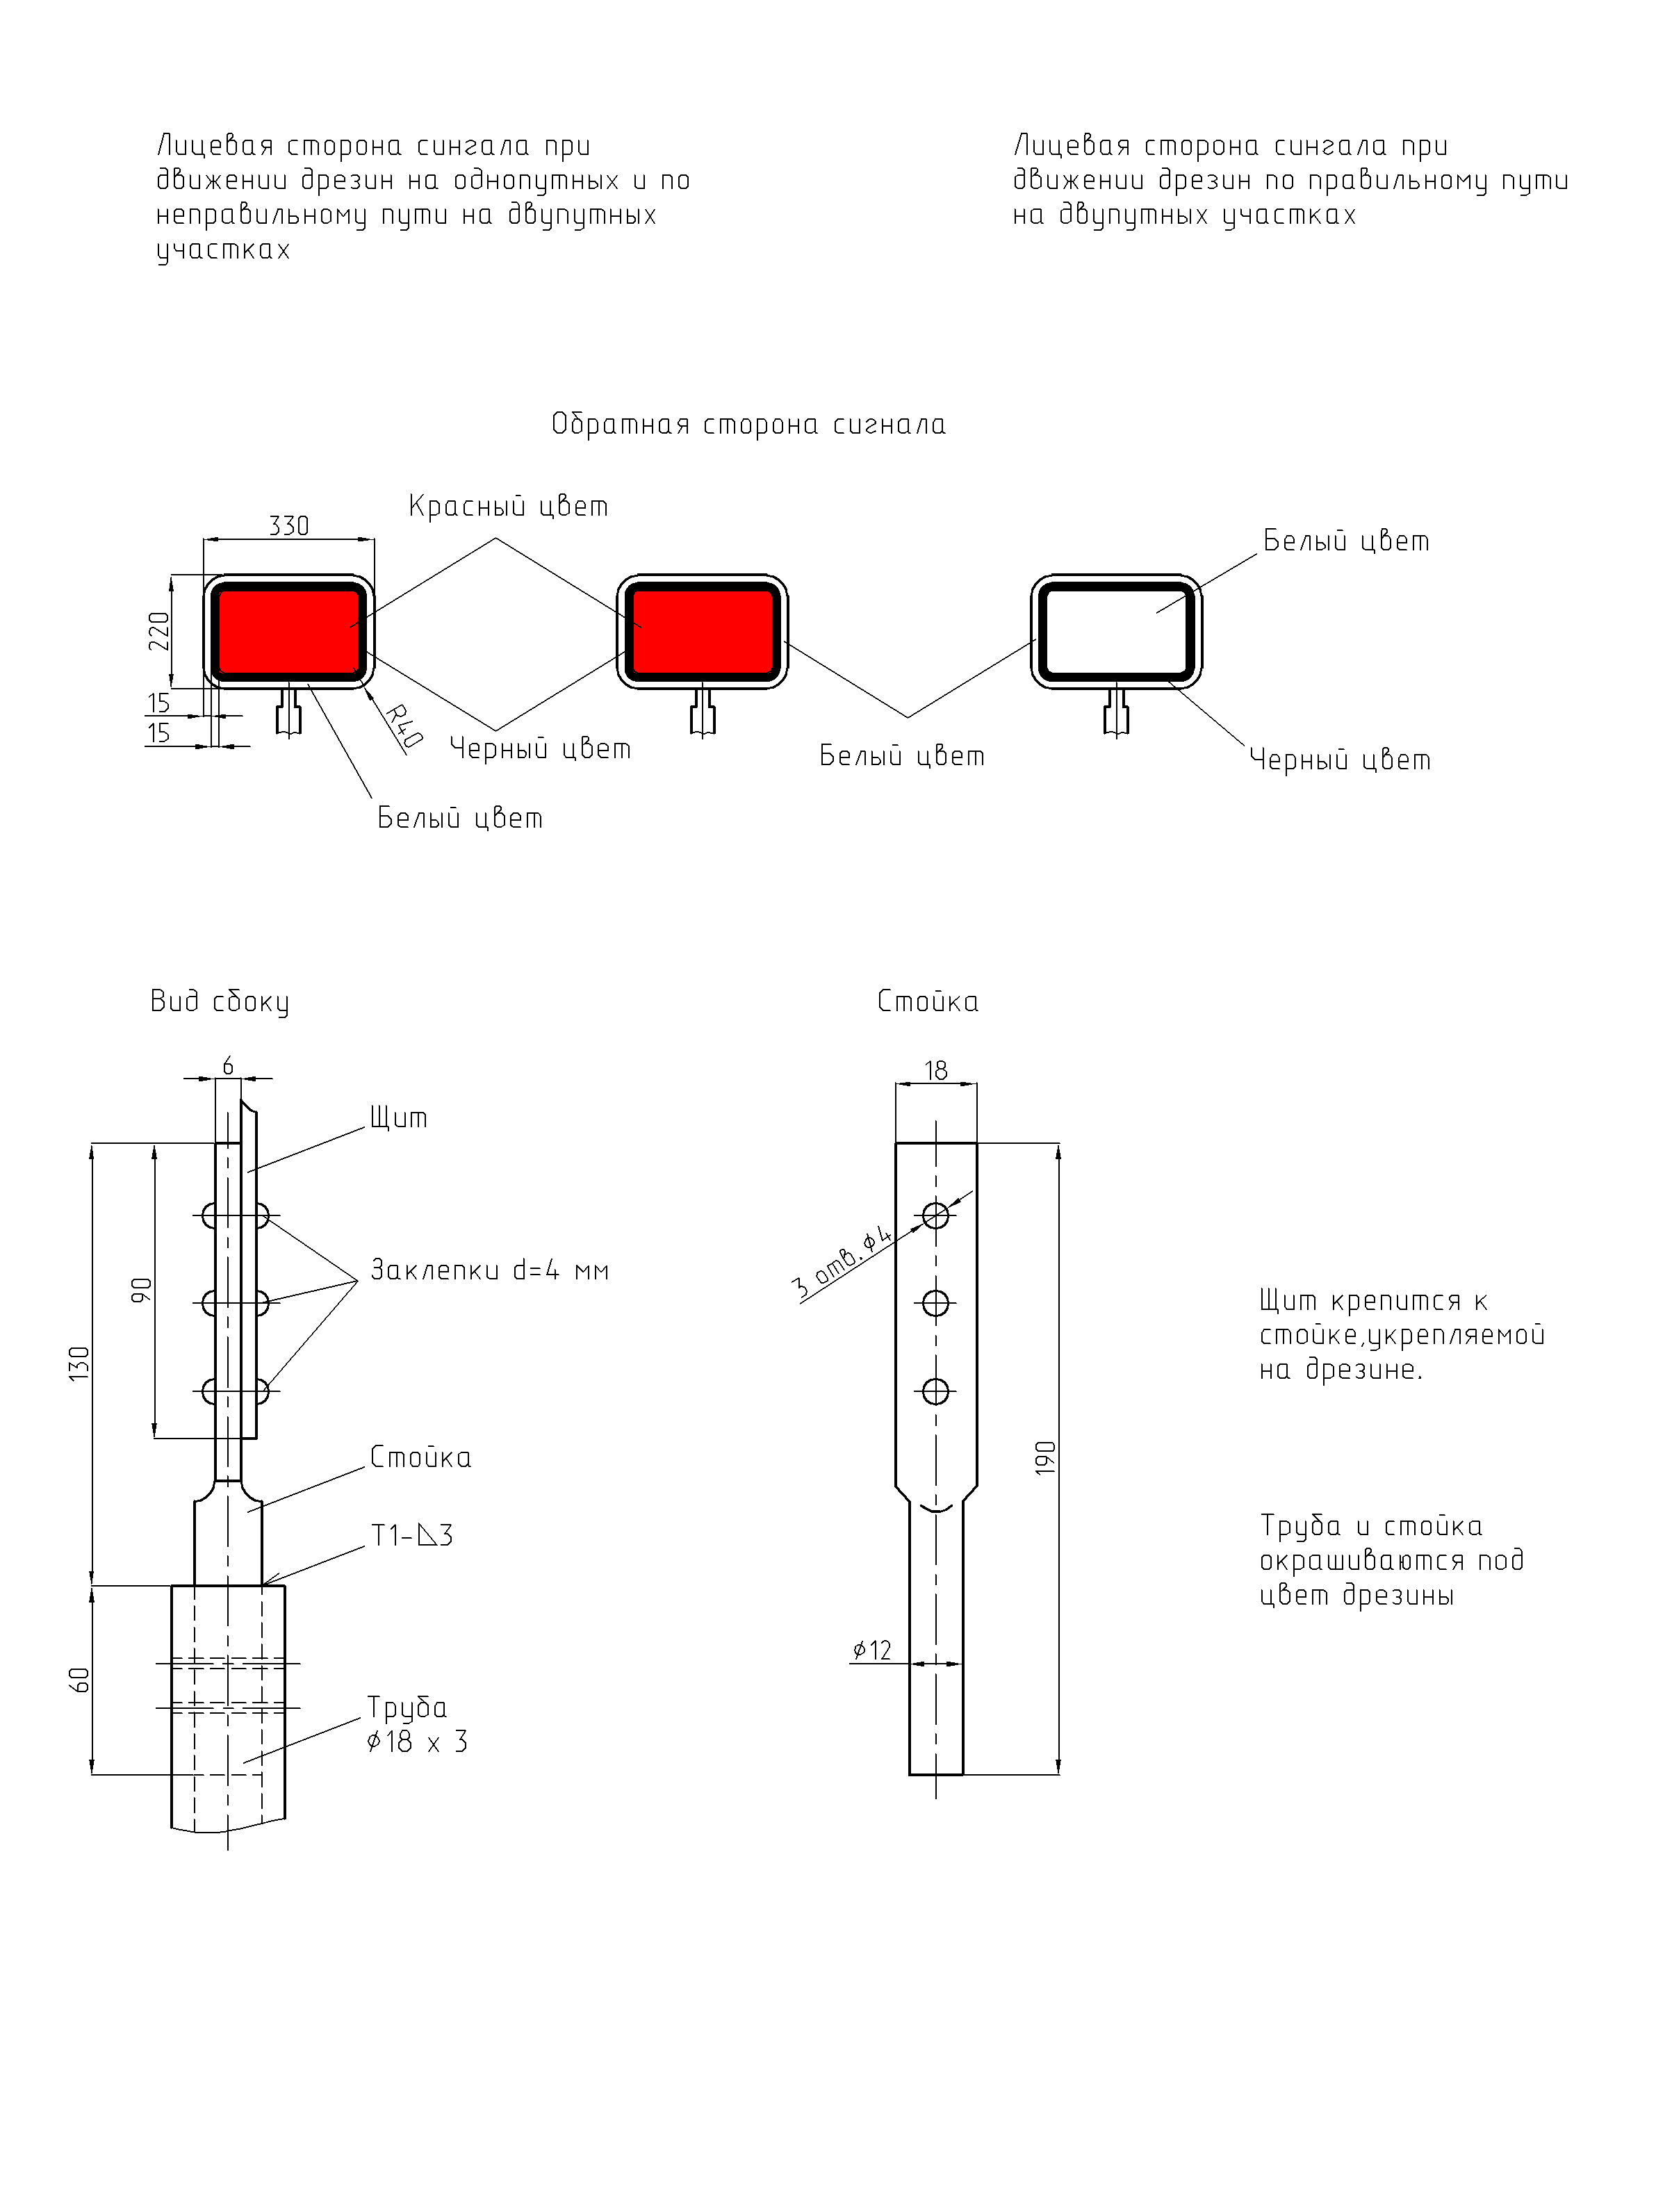 Лицевая сторона сингала при
движении дрезин на однопутных и по
неправильному пути на двупутных
участках
Лицевая сторона сингала при
движении дрезин по правильному пути
на двупутных участках
Обратная сторона сигнала
Красный цвет
330
Белый цвет
220
15
15
R40
Черный цвет
Белый цвет
Черный цвет
Белый цвет
Вид сбоку
Стойка
6
18
Щит
3 отв. ϕ4
Заклепки d=4 мм
90
130
Щит крепится к
стойке,укрепляемой
на дрезине.
Стойка
190
Т1-⊿3
Труба и стойка
окрашиваются под
цвет дрезины
ϕ12
60
Труба
ϕ18 х 3